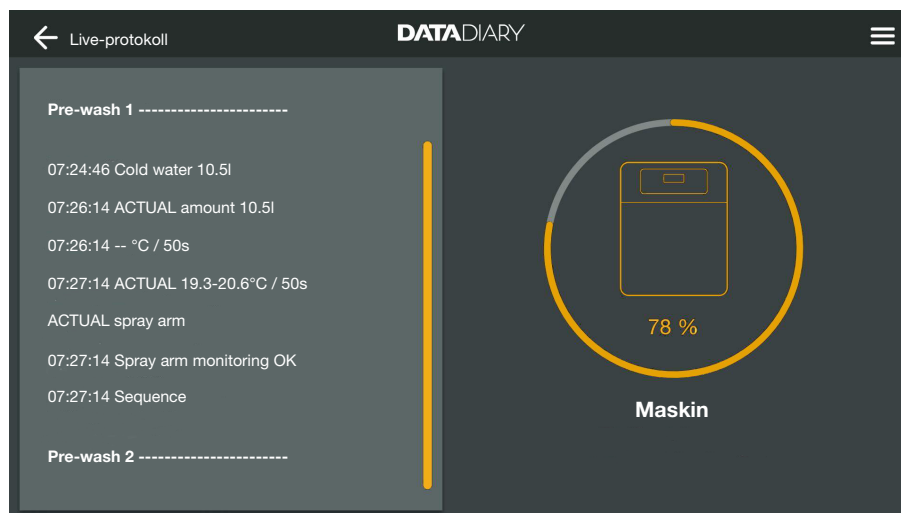 Live-protokoll
DATADIARY
Pre-wash 1 -----------------------
07:24:46 Cold water 10.5l
07:26:14 ACTUAL amount 10.5l
07:26:14 -- °C / 50s
07:27:14 ACTUAL 19.3-20.6°C / 50s
ACTUAL spray arm
07:27:14 Spray arm monitoring OK
07:27:14 Sequence
Pre-wash 2 -----------------------
78 %
Maskin